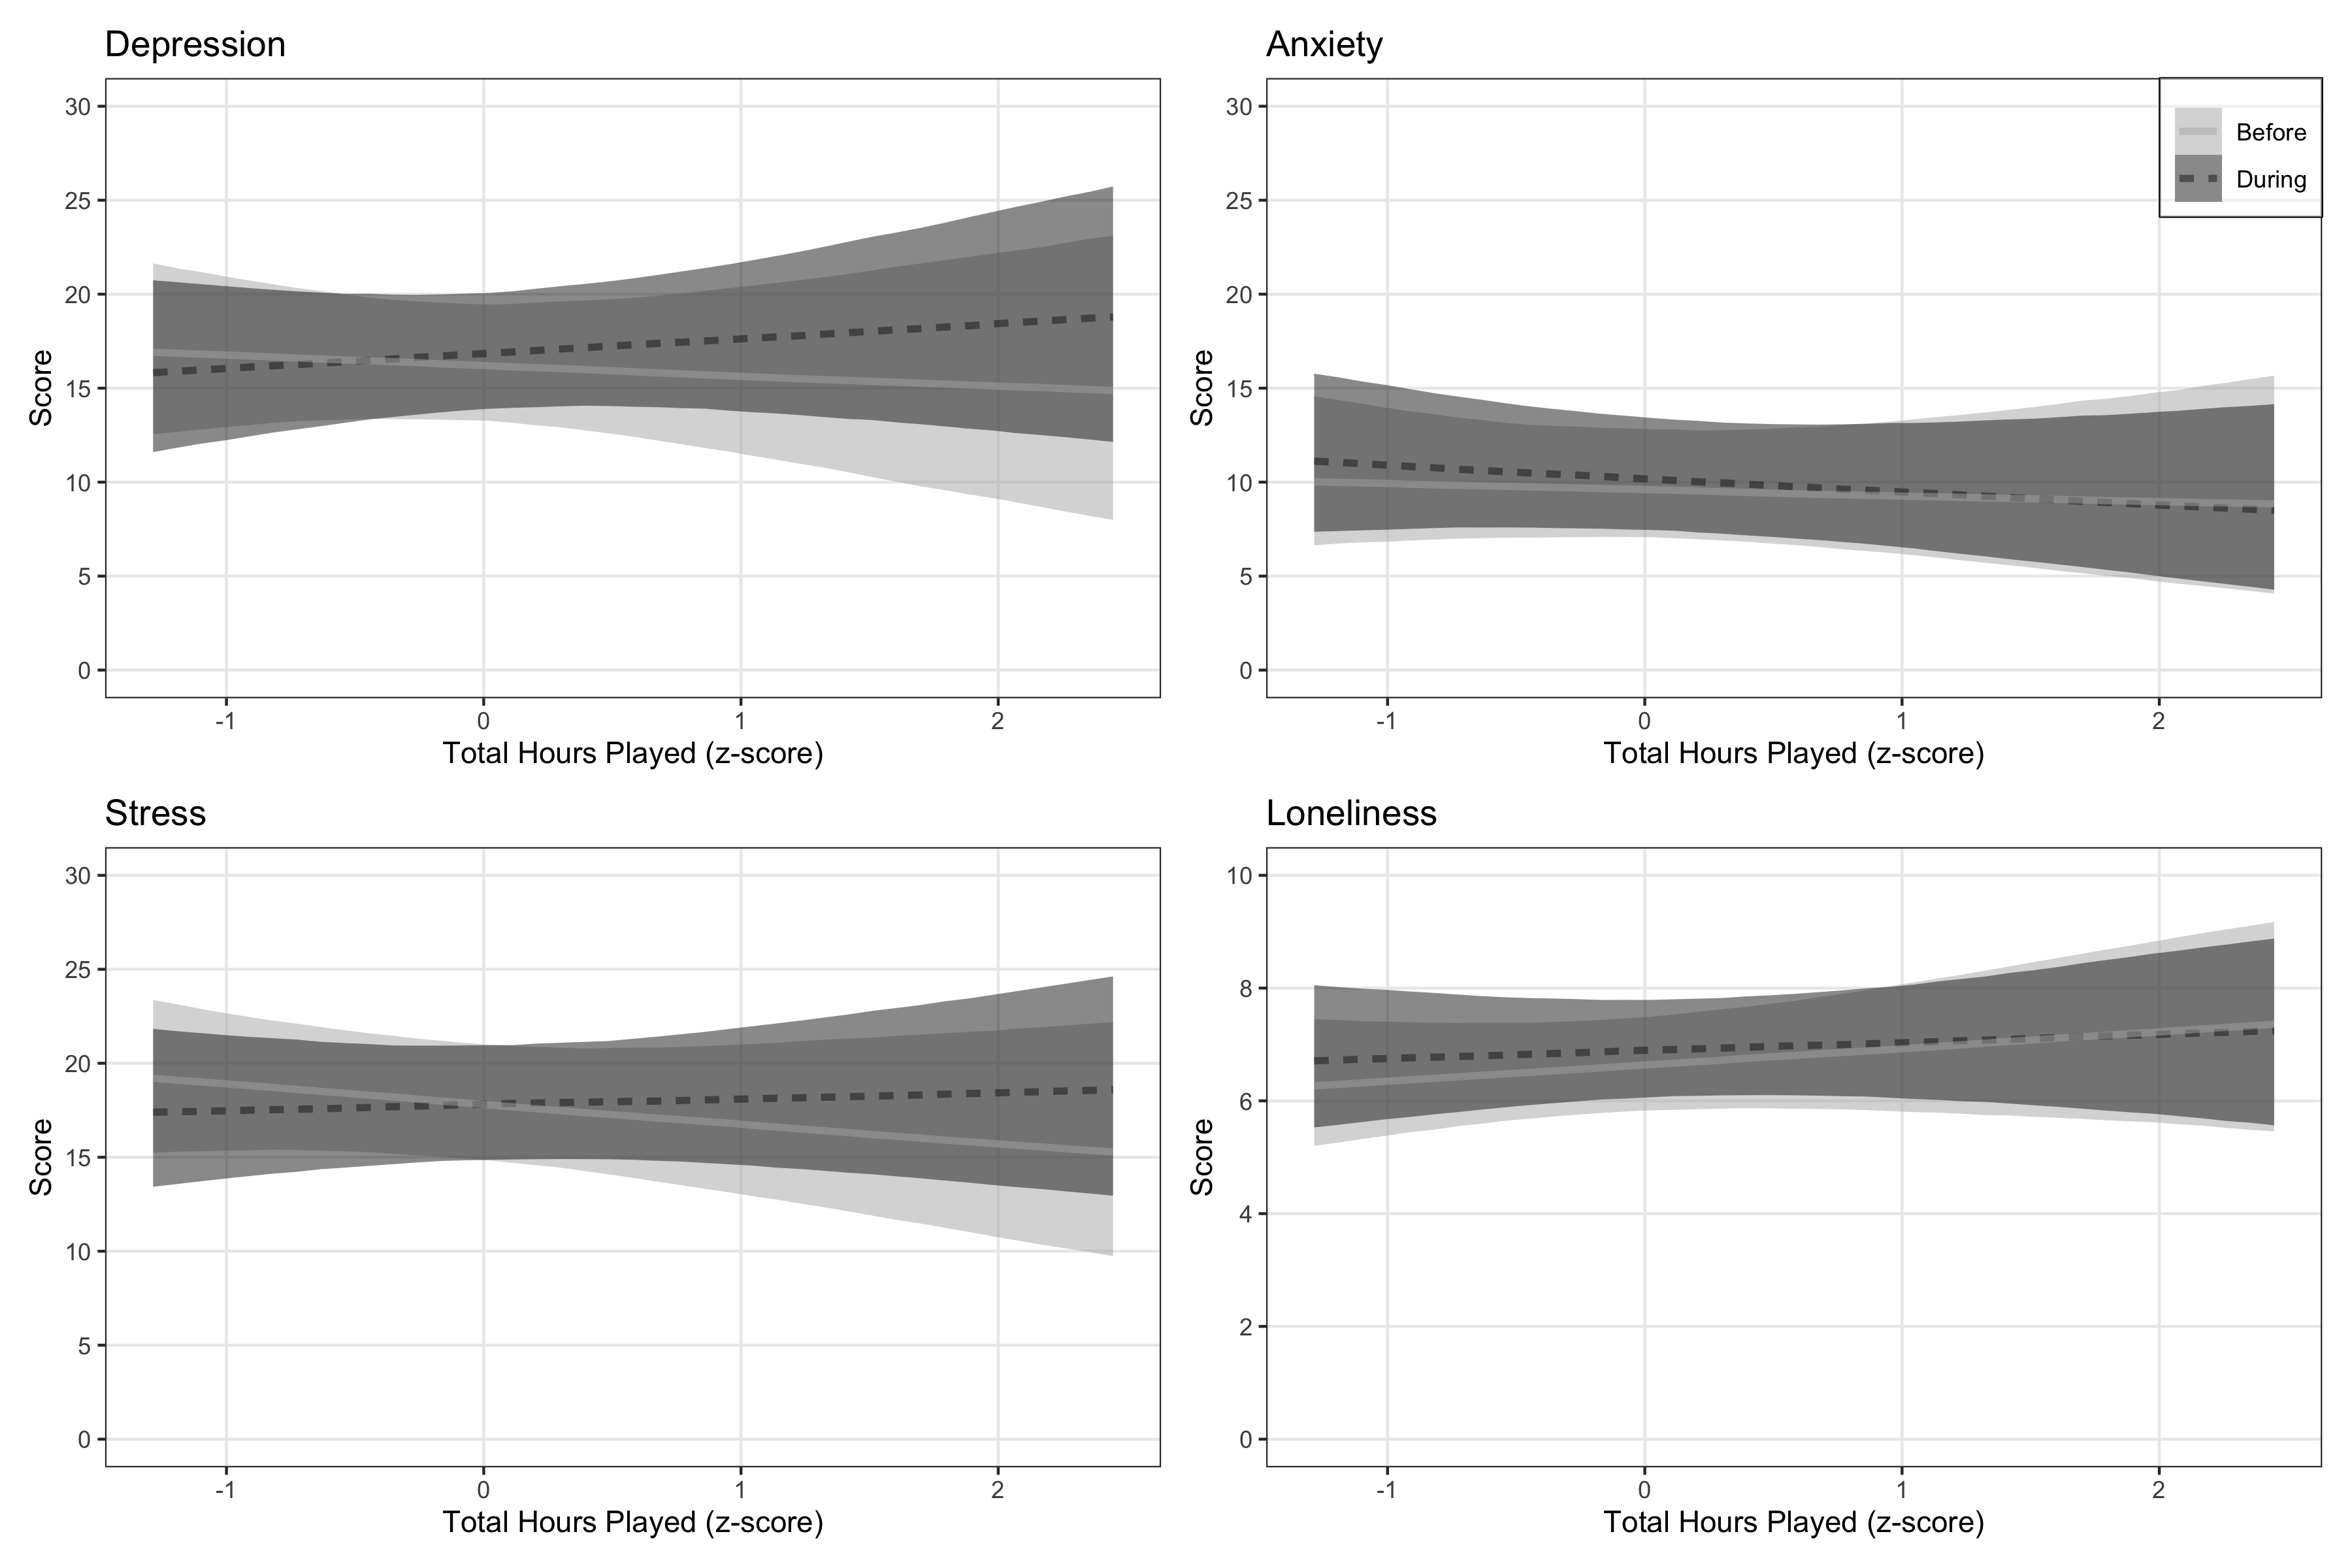 Depression
30
25
20
15
10
5
0
Score
-1 0 1 2
Total Hours Played (z-score)
Anxiety
30
25
20
15
10
5
0
Score
Before
During
-1 0 1 2
Total Hours Played (z-score)
Stress
30
25
20
15
10
5
0
Score
-1 0 1 2
Total Hours Played (z-score)
Loneliness
10
8
6
4
2
0
Score
-1 0 1 2
Total Hours Played (z-score)